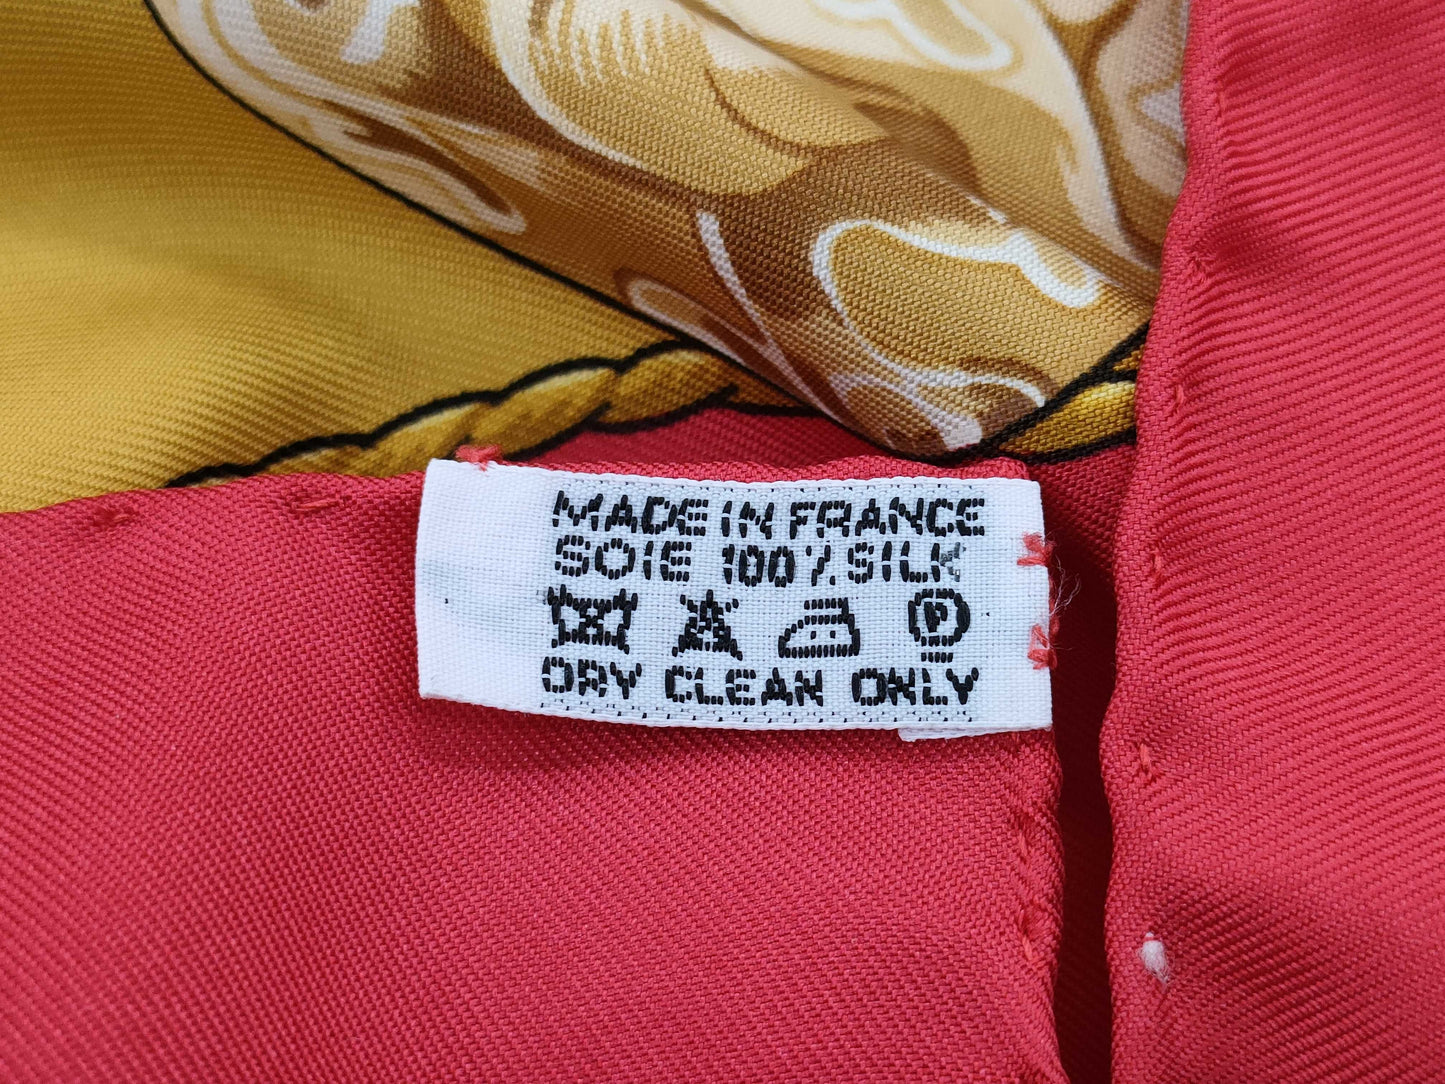 MADE IN FRANCE
SOIE 100% SILK
P
DRY CLEAN ONLY